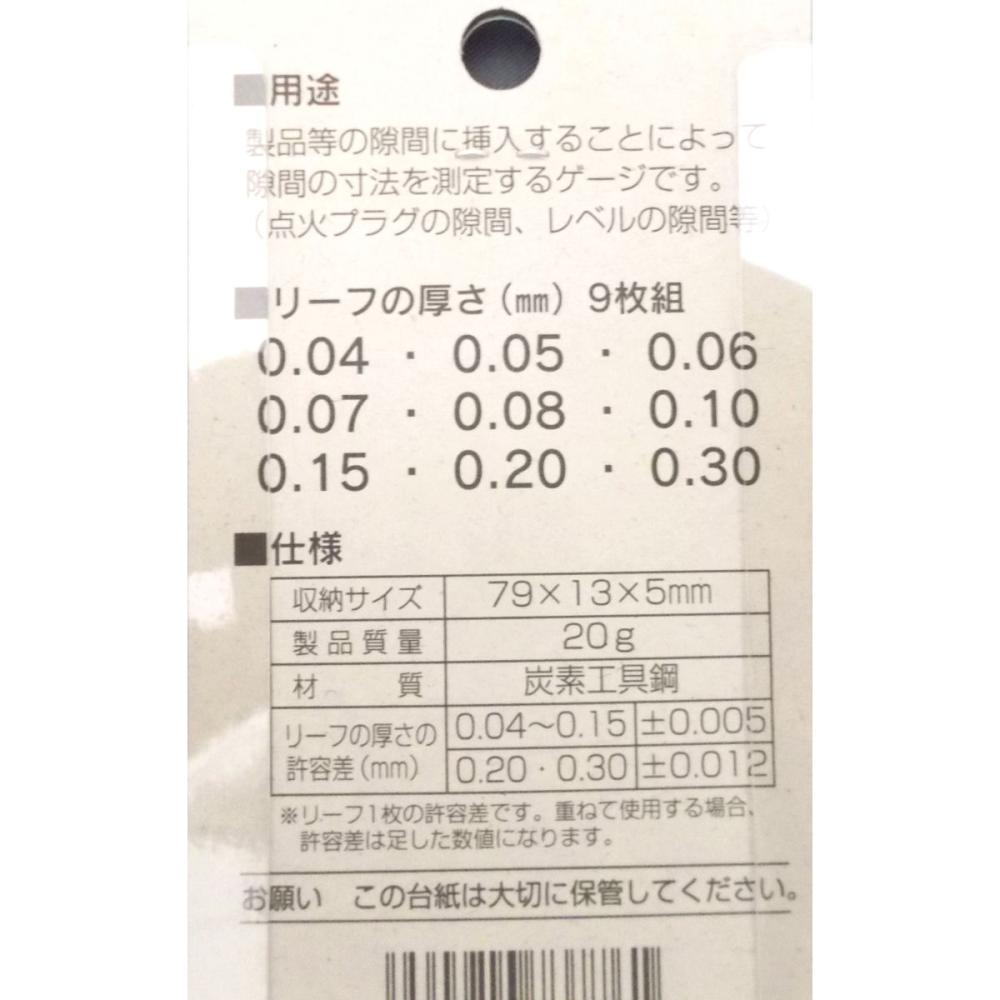 ■用途
製品等の隙間に挿入することによって
隙間の寸法を測定するゲージです。
（点火プラグの隙間、レベルの隙間等）
■リーフの厚さ（㎜） 9枚組
0.04 ・ 0.05 ・ 0.06
0.07 ・ 0.08 ・ 0.10
0.15 ・ 0.20 ・ 0.30
■仕様
収納サイズ 79×13×5mm
製品質量 20g
材質 炭素工具鋼
リーフの厚さの許容差(mm) 0.04〜0.15 ±0.005
0.20・0.30 ±0.012
※リーフ1枚の許容差です。重ねて使用する場合、
許容差は足した数値になります。
お願い この台紙は大切に保管してください。